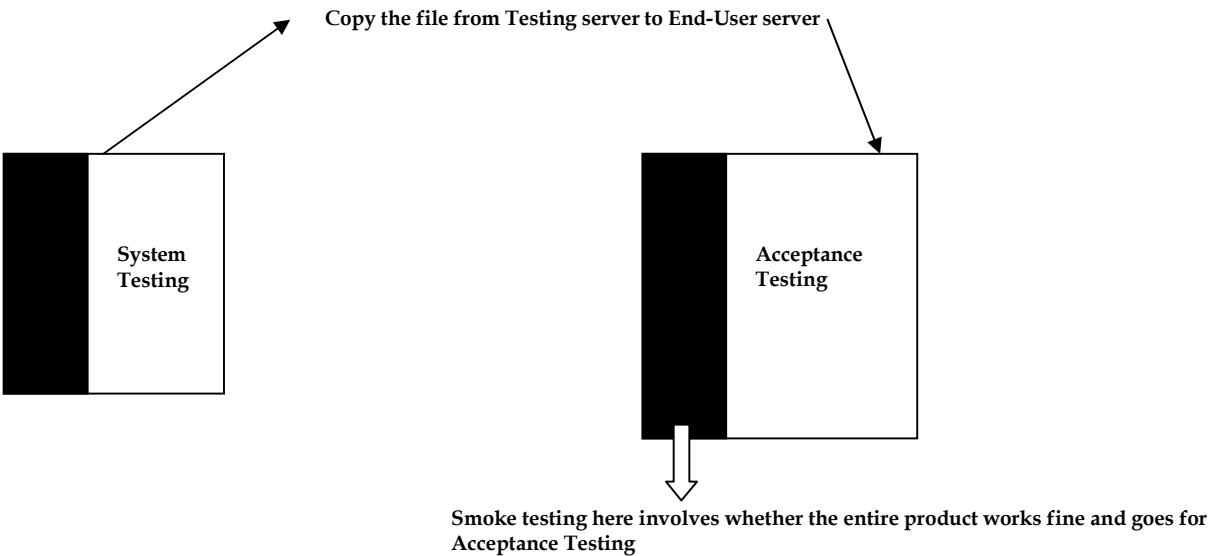 Copy the file from Testing server to End-User server
System
Testing
Acceptance
Testing
Smoke testing here involves whether the entire product works fine and goes for
Acceptance Testing